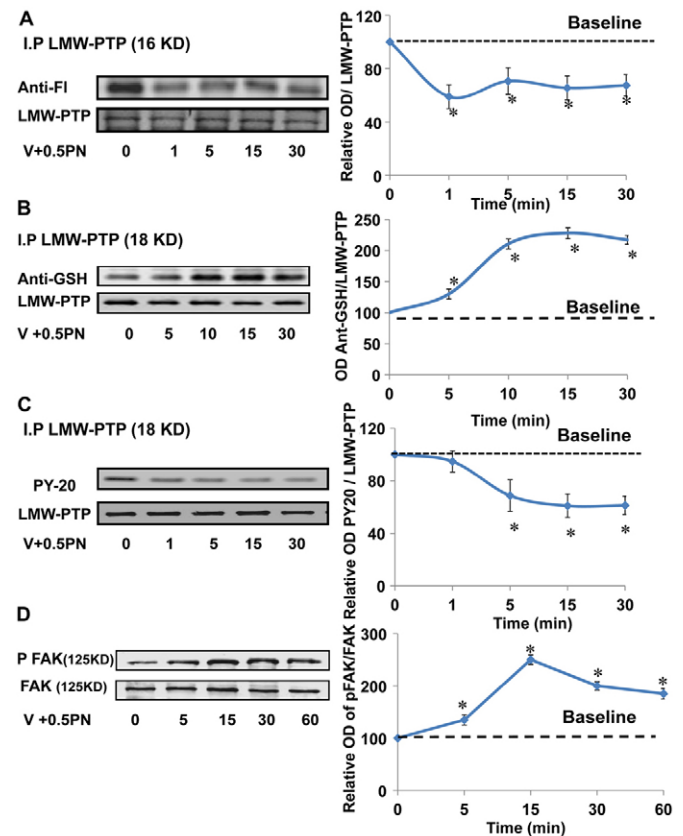 A
I.P LMW-PTP (16 KD)
Anti-Fl
LMW-PTP
V+0.5PN 0 1 5 15 30
Relative OD/ LMW-PTP
120
80
40
0
Baseline
* * * *
0 1 5 15 30
Time (min)
B
I.P LMW-PTP (18 KD)
Anti-GSH
LMW-PTP
V +0.5PN 0 5 10 15 30
OD Ant-GSH/LMW-PTP
250
200
150
100
50
0
* * * *
Baseline
0 5 10 15 30
Time (min)
C
I.P LMW-PTP (18 KD)
PY-20
LMW-PTP
V+0.5PN 0 1 5 15 30
Relative OD PY20 / LMW-PTP
120
80
40
0
Baseline
* * *
0 1 5 15 30
Time (min)
D
P FAK(125KD)
FAK (125KD)
V +0.5PN 0 5 15 30 60
Relative OD of pFAK/FAK
300
200
100
0
* * * *
Baseline
0 5 15 30 60
Time (min)